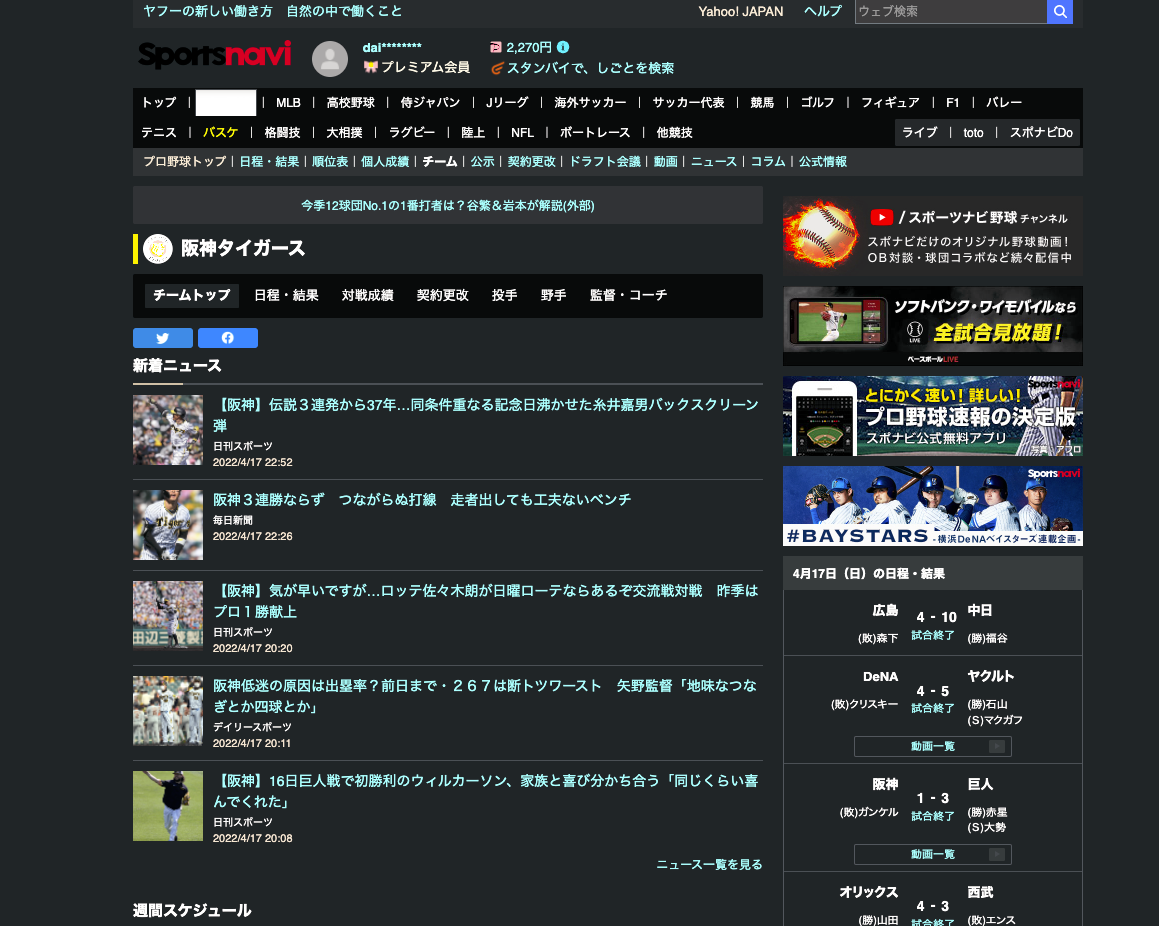 ヤフーの新しい働き方　自然の中で働くこと
Yahoo! JAPAN ヘルプ ウェブ検索
Sportsnavi
dai********
プレミアム会員
2,270円
スタンバイで、しごとを検索
トップ | | MLB | 高校野球 | 侍ジャパン | Jリーグ | 海外サッカー | サッカー代表 | 競馬 | ゴルフ | フィギュア | F1 | バレー
テニス | バスケ | 格闘技 | 大相撲 | ラグビー | 陸上 | NFL | ボートレース | 他競技
ライブ | toto | スポナビDo
プロ野球トップ | 日程・結果 | 順位表 | 個人成績 | チーム | 公示 | 契約更改 | ドラフト会議 | 動画 | ニュース | コラム | 公式情報
今季12球団No.1の1番打者は？谷繁＆岩本が解説(外部)
阪神タイガース
チームトップ 日程・結果 対戦成績 契約更改 投手 野手 監督・コーチ
新着ニュース
【阪神】伝説３連発から37年…同条件重なる記念日沸かせた糸井嘉男バックスクリーン
弾
日刊スポーツ
2022/4/17 22:52
阪神３連勝ならず　つながらぬ打線　走者出しても工夫ないベンチ
毎日新聞
2022/4/17 22:26
【阪神】気が早いですが…ロッテ佐々木朗が日曜ローテならあるぞ交流戦対戦　昨季は
プロ１勝献上
日刊スポーツ
2022/4/17 20:20
阪神低迷の原因は出塁率？前日まで・２６７は断トツワースト　矢野監督「地味なつな
ぎとか四球とか」
デイリースポーツ
2022/4/17 20:11
【阪神】16日巨人戦で初勝利のウィルカーソン、家族と喜び分かち合う「同じくらい喜
んでくれた」
日刊スポーツ
2022/4/17 20:08
ニュース一覧を見る
週間スケジュール
/ スポーツナビ野球 チャンネル
スポナビだけのオリジナル野球動画！
ＯＢ対談・球団コラボなど続々配信中
ソフトバンク・ワイモバイルなら
全試合見放題！
LIVE
ベースボールLIVE
Sportsnavi
とにかく速い！詳しい！
プロ野球速報の決定版
スポナビ公式無料アプリ
写真：アフロ
Sportsnavi
#BAYSTARS -横浜DeNAベイスターズ連載企画-
4月17日（日）の日程・結果
広島 4 - 10 中日
(敗)森下 試合終了 (勝)福谷
DeNA 4 - 5 ヤクルト
(敗)クリスキー 試合終了 (勝)石山
(S)マクガフ
動画一覧
阪神 1 - 3 巨人
(敗)ガンケル 試合終了 (勝)赤星
(S)大勢
動画一覧
オリックス 4 - 3 西武
(勝)山田 試合終了 (敗)エンス